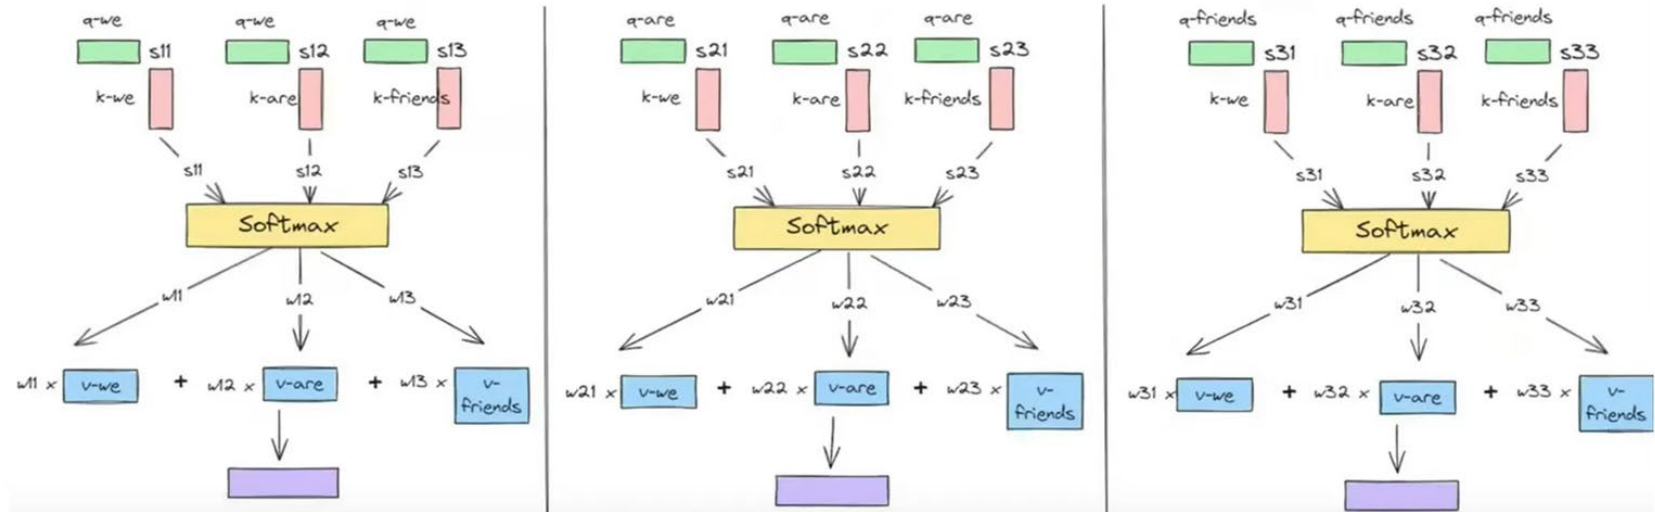 q-we q-we q-we
s11 s12 s13
k-we k-are k-friends
s11 s12 s13
Softmax
w11 w12 w13
w11 × v-we + w12 × v-are + w13 × v-
friends
q-are q-are q-are
s21 s22 s23
k-we k-are k-friends
s21 s22 s23
Softmax
w21 w22 w23
w21 × v-we + w22 × v-are + w23 × v-
friends
q-friends q-friends q-friends
s31 s32 s33
k-we k-are k-friends
s31 s32 s33
Softmax
w31 w32 w33
w31 × v-we + w32 × v-are + w33 × v-
friends